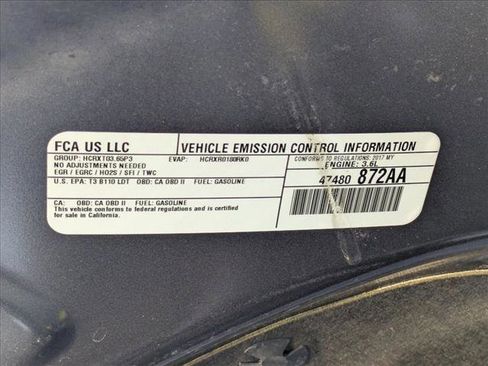 FCA US LLC
VEHICLE EMISSION CONTROL INFORMATION
GROUP: HCRXT03.65P3 EVAP: HCRXR0180RK0
CONFORMS TO REGULATIONS: 2017 MY
NO ADJUSTMENTS NEEDED
ENGINE: 3.6L
EGR / EGRC / HO2S / SFI / TWC
47480 872AA
U.S. EPA: T3 B110 LDT OBD: CA OBD II FUEL: GASOLINE
CA: OBD: CA OBD II FUEL: GASOLINE
This vehicle conforms to federal regulations and is certified
for sale in California.